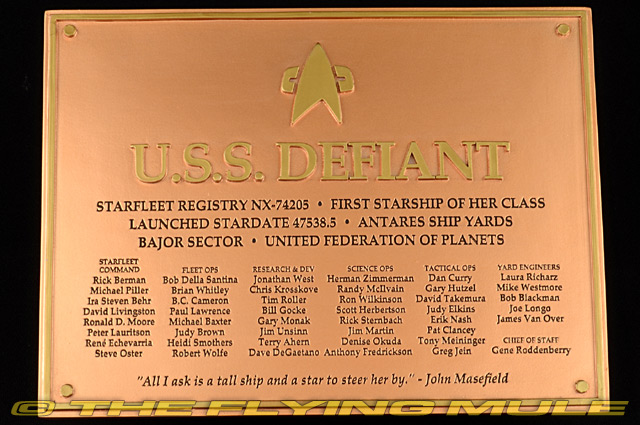 U.S.S. DEFIANT
STARFLEET REGISTRY NX-74205 • FIRST STARSHIP OF HER CLASS
LAUNCHED STARDATE 47538.5 • ANTARES SHIP YARDS
BAJOR SECTOR • UNITED FEDERATION OF PLANETS
STARFLEET
COMMAND
Rick Berman
Michael Piller
Ira Steven Behr
David Livingston
Ronald D. Moore
Peter Lauritson
René Echevarria
Steve Oster
FLEET OPS
Bob Della Santina
Brian Whitley
B.C. Cameron
Paul Lawrence
Michael Baxter
Judy Brown
Heidi Smothers
Robert Wolfe
RESEARCH & DEV
Jonathan West
Chris Krosskove
Tim Roller
Bill Gocke
Gary Monak
Jim Unsinn
Terry Ahern
Dave DeGaetano
SCIENCE OPS
Herman Zimmerman
Randy McIlvain
Ron Wilkinson
Scott Herbertson
Rick Sternbach
Jim Martin
Denise Okuda
Anthony Fredrickson
TACTICAL OPS
Dan Curry
Gary Hutzel
David Takemura
Judy Elkins
Erik Nash
Pat Clancey
Tony Meininger
Greg Jein
YARD ENGINEERS
Laura Richarz
Mike Westmore
Bob Blackman
Joe Longo
James Van Over
CHIEF OF STAFF
Gene Roddenberry
"All I ask is a tall ship and a star to steer her by." - John Masefield
© THE FLYING MULE